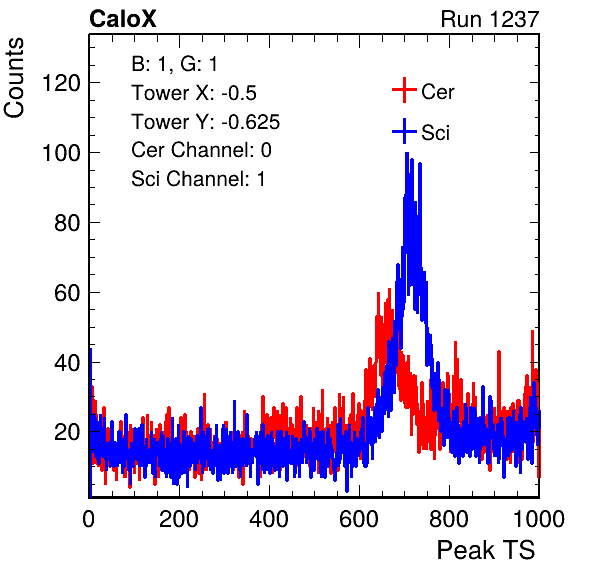 CaloX Run 1237
Counts
B: 1, G: 1
Tower X: -0.5
Tower Y: -0.625
Cer Channel: 0
Sci Channel: 1
Cer
Sci
120
100
80
60
40
20
0 200 400 600 800 1000
Peak TS